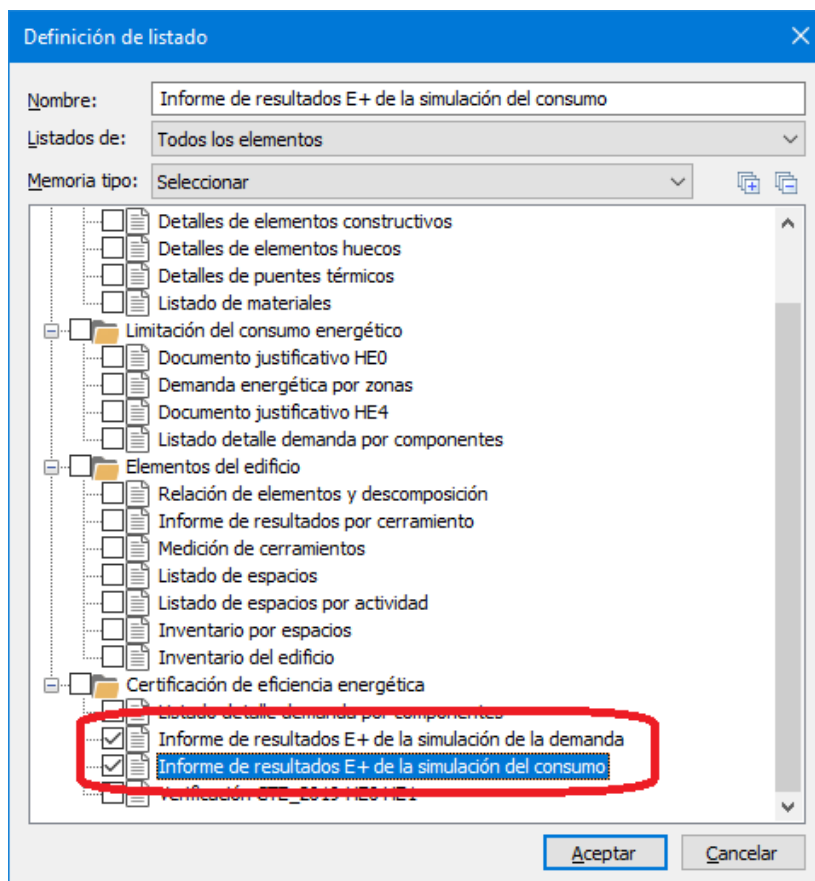 Definición de listado
Nombre: Informe de resultados E+ de la simulación del consumo
Listados de: Todos los elementos
Memoria tipo: Seleccionar
Detalles de elementos constructivos
Detalles de elementos huecos
Detalles de puentes térmicos
Listado de materiales
Limitación del consumo energético
Documento justificativo HE0
Demanda energética por zonas
Documento justificativo HE4
Listado detalle demanda por componentes
Elementos del edificio
Relación de elementos y descomposición
Informe de resultados por cerramiento
Medición de cerramientos
Listado de espacios
Listado de espacios por actividad
Inventario por espacios
Inventario del edificio
Certificación de eficiencia energética
Listado detalle demanda por componentes
Informe de resultados E+ de la simulación de la demanda
Informe de resultados E+ de la simulación del consumo
Verificación CTE_2019 HE0 HE1
Aceptar Cancelar